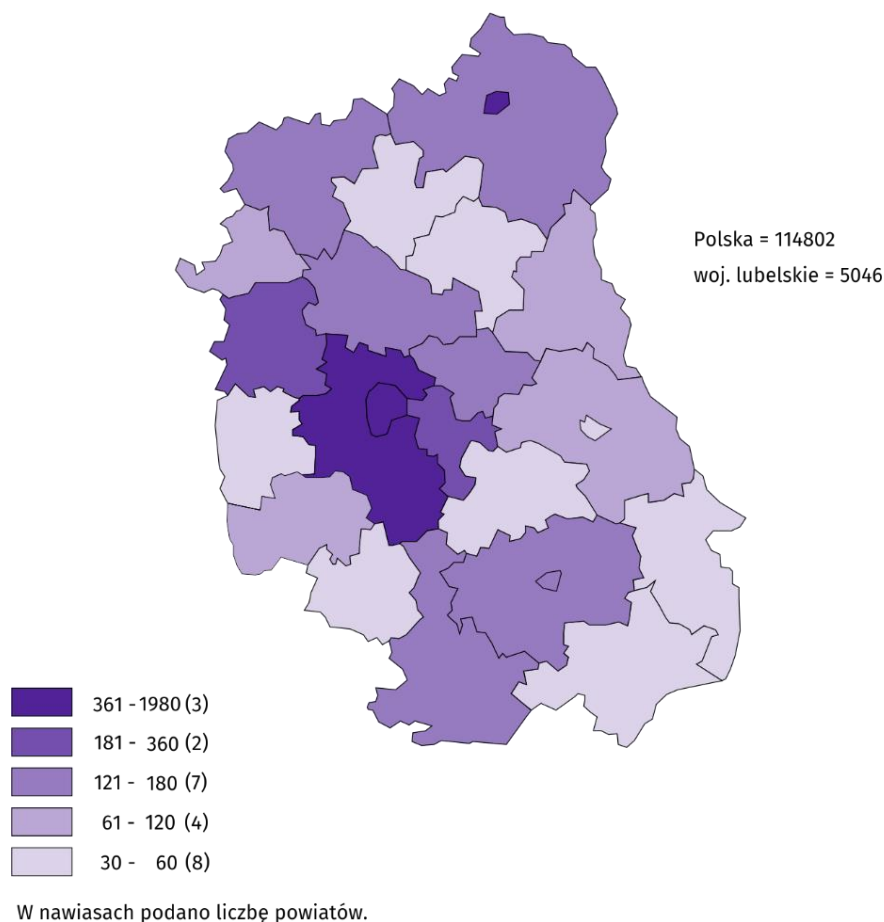 Polska = 114802
woj. lubelskie = 5046
361 - 1980 (3)
181 - 360 (2)
121 - 180 (7)
61 - 120 (4)
30 - 60 (8)
W nawiasach podano liczbę powiatów.